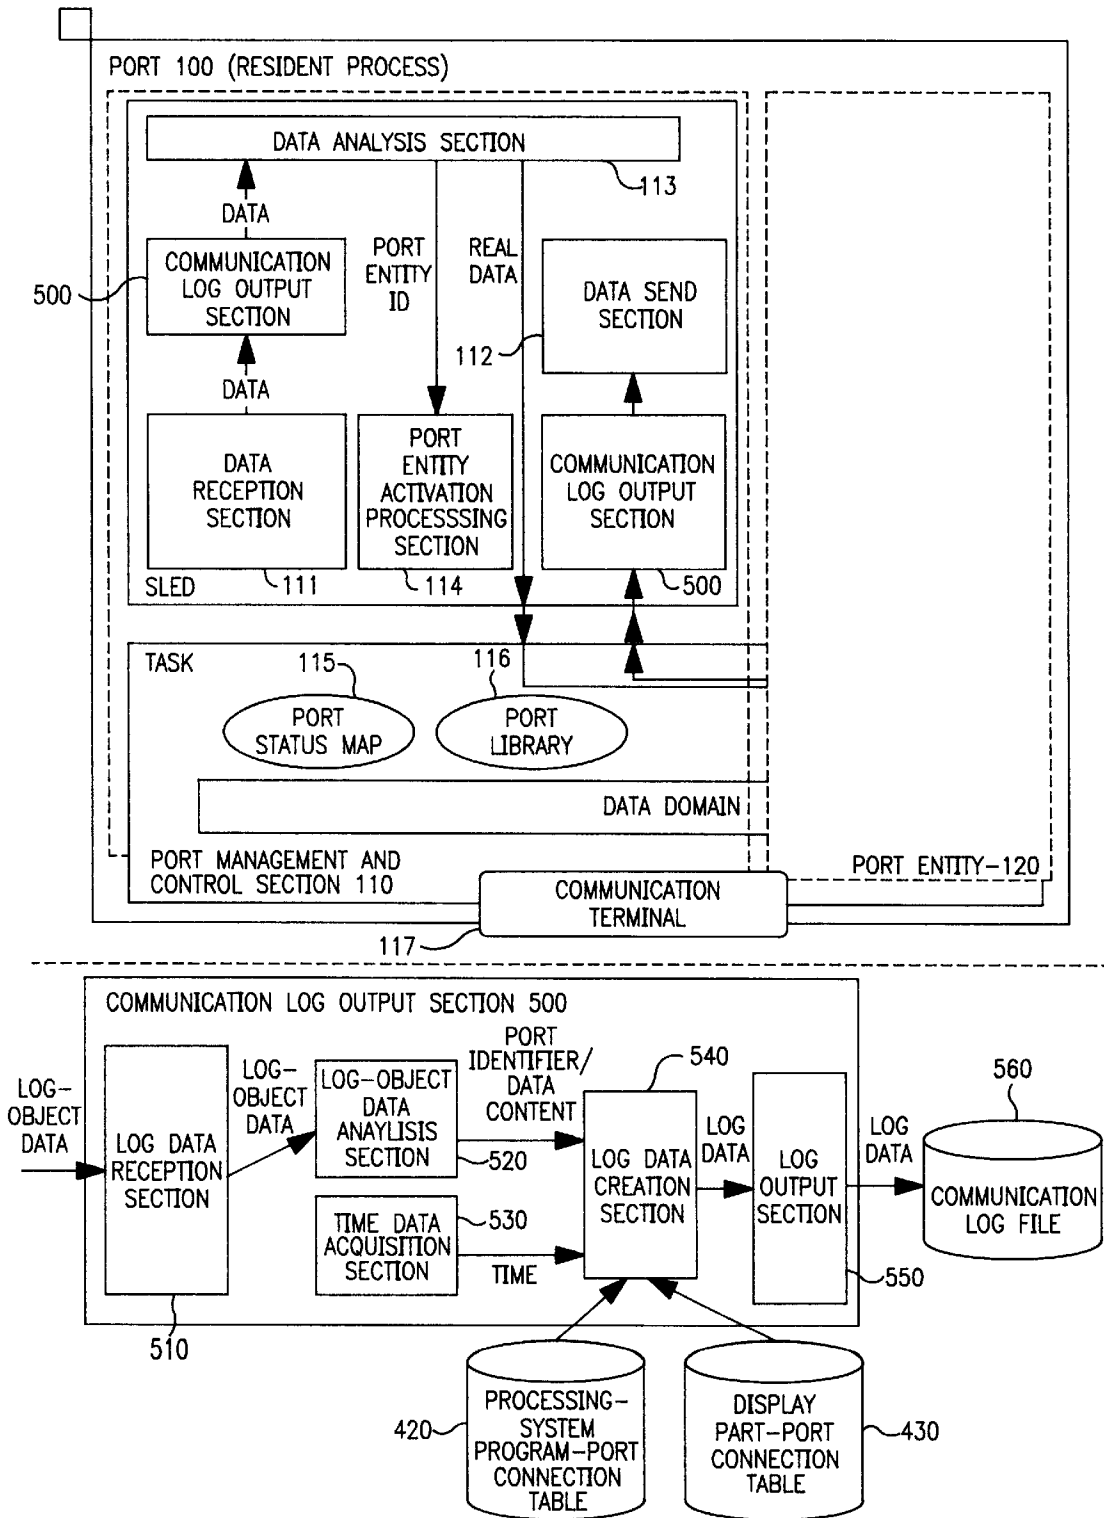 PORT 100 (RESIDENT PROCESS)
DATA ANALYSIS SECTION
113
DATA
PORT
ENTITY
ID
REAL
DATA
COMMUNICATION
LOG OUTPUT
SECTION
500
DATA SEND
SECTION
112
DATA
DATA
RECEPTION
SECTION
PORT
ENTITY
ACTIVATION
PROCESSSING
SECTION
COMMUNICATION
LOG OUTPUT
SECTION
SLED
111
114
500
TASK
115
116
PORT
STATUS MAP
PORT
LIBRARY
DATA DOMAIN
PORT MANAGEMENT AND
CONTROL SECTION 110
PORT ENTITY-120
COMMUNICATION
TERMINAL
117
COMMUNICATION LOG OUTPUT SECTION 500
LOG-
OBJECT
DATA
LOG DATA
RECEPTION
SECTION
510
LOG-
OBJECT
DATA
LOG-OBJECT
DATA
ANAYLISIS
SECTION
520
PORT
IDENTIFIER/
DATA
CONTENT
TIME DATA
ACQUISITION
SECTION
530
TIME
540
LOG DATA
CREATION
SECTION
LOG
DATA
LOG
OUTPUT
SECTION
550
LOG
DATA
560
COMMUNICATION
LOG FILE
420
PROCESSING-
SYSTEM
PROGRAM-PORT
CONNECTION
TABLE
DISPLAY
PART-PORT
CONNECTION
TABLE
430